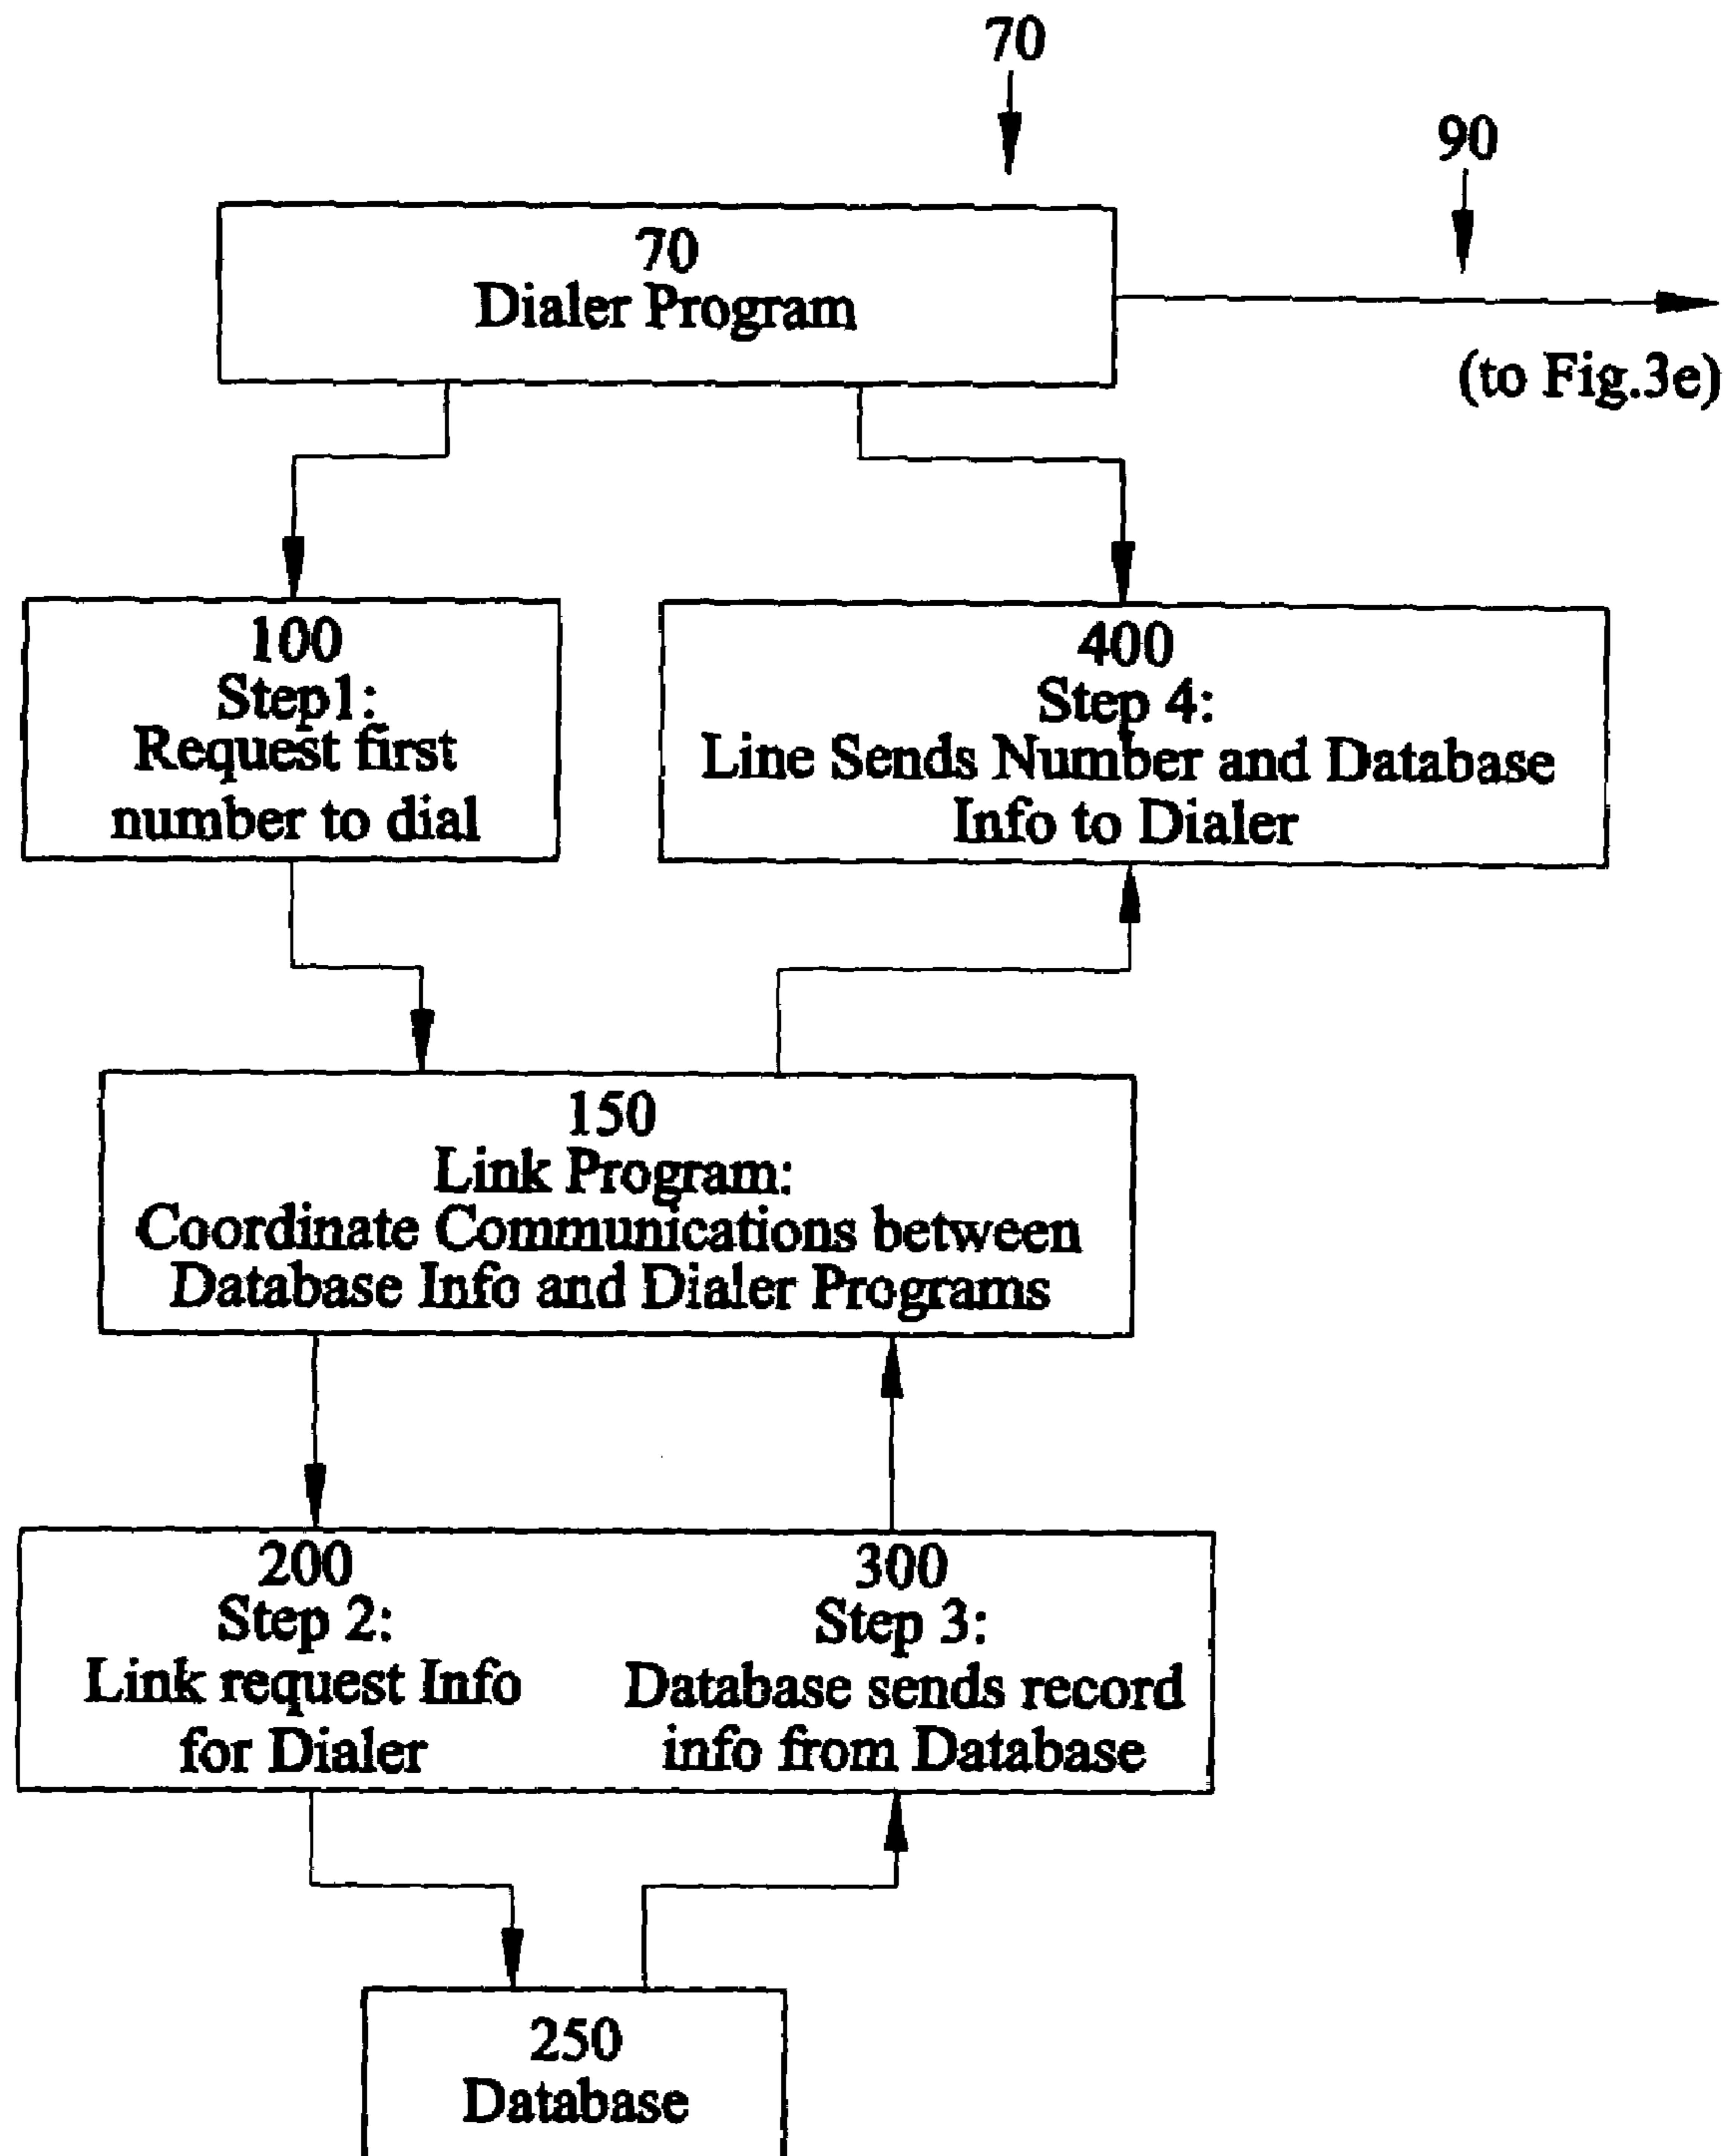 70
90
70
Dialer Program
(to Fig.3e)
100
Step1:
Request first
number to dial
400
Step 4:
Line Sends Number and Database
Info to Dialer
150
Link Program:
Coordinate Communications between
Database Info and Dialer Programs
200
Step 2:
Link request Info
for Dialer
300
Step 3:
Database sends record
info from Database
250
Database